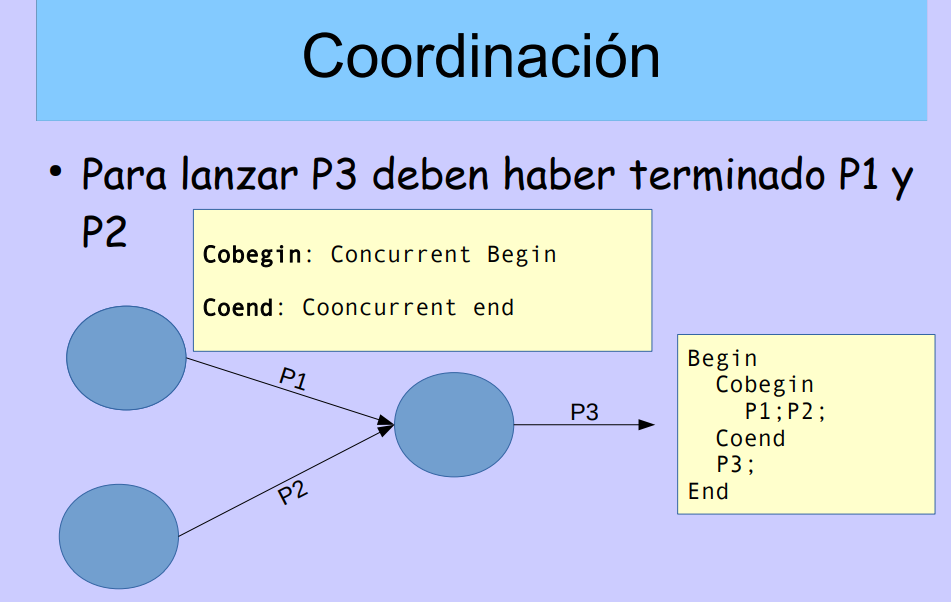 Coordinación
• Para lanzar P3 deben haber terminado P1 y
P2
Cobegin: Concurrent Begin
Coend: Cooncurrent end
P1
P2
P3
Begin
Cobegin
P1;P2;
Coend
P3;
End